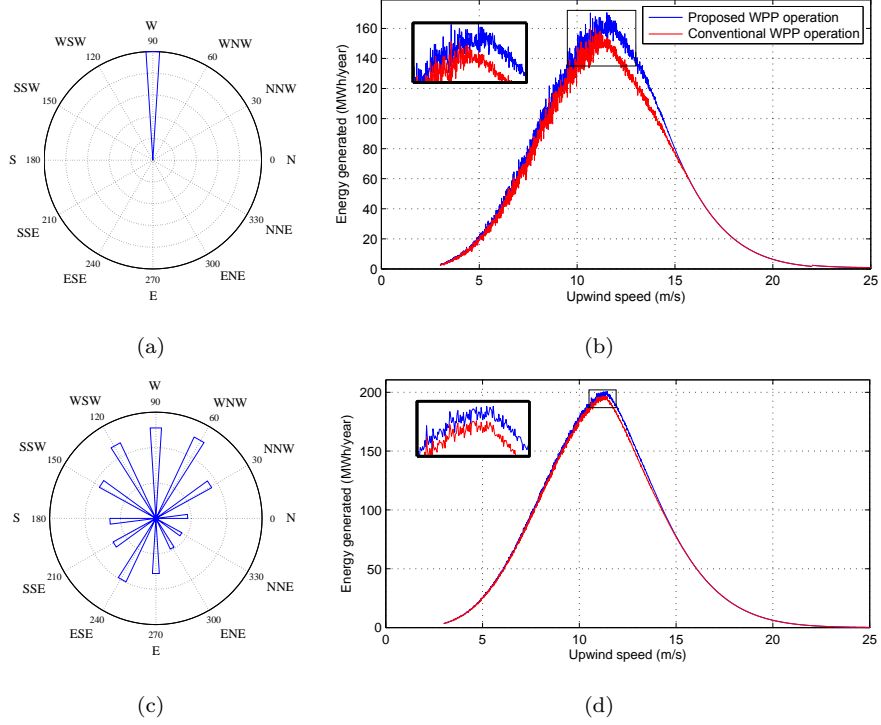 W
90
WSW
WNW
120
60
SSW
NNW
150
30
S 180
0 N
210
330
SSE
NNE
240
300
ESE
ENE
270
E
(a)
Energy generated (MWh/year)
160
140
120
100
80
60
40
20
0
0 5 10 15 20 25
Upwind speed (m/s)
Proposed WPP operation
Conventional WPP operation
(b)
W
90
WSW
WNW
120
60
SSW
NNW
150
30
S 180
0 N
210
330
SSE
NNE
240
300
ESE
ENE
270
E
(c)
Energy generated (MWh/year)
200
150
100
50
0
0 5 10 15 20 25
Upwind speed (m/s)
(d)